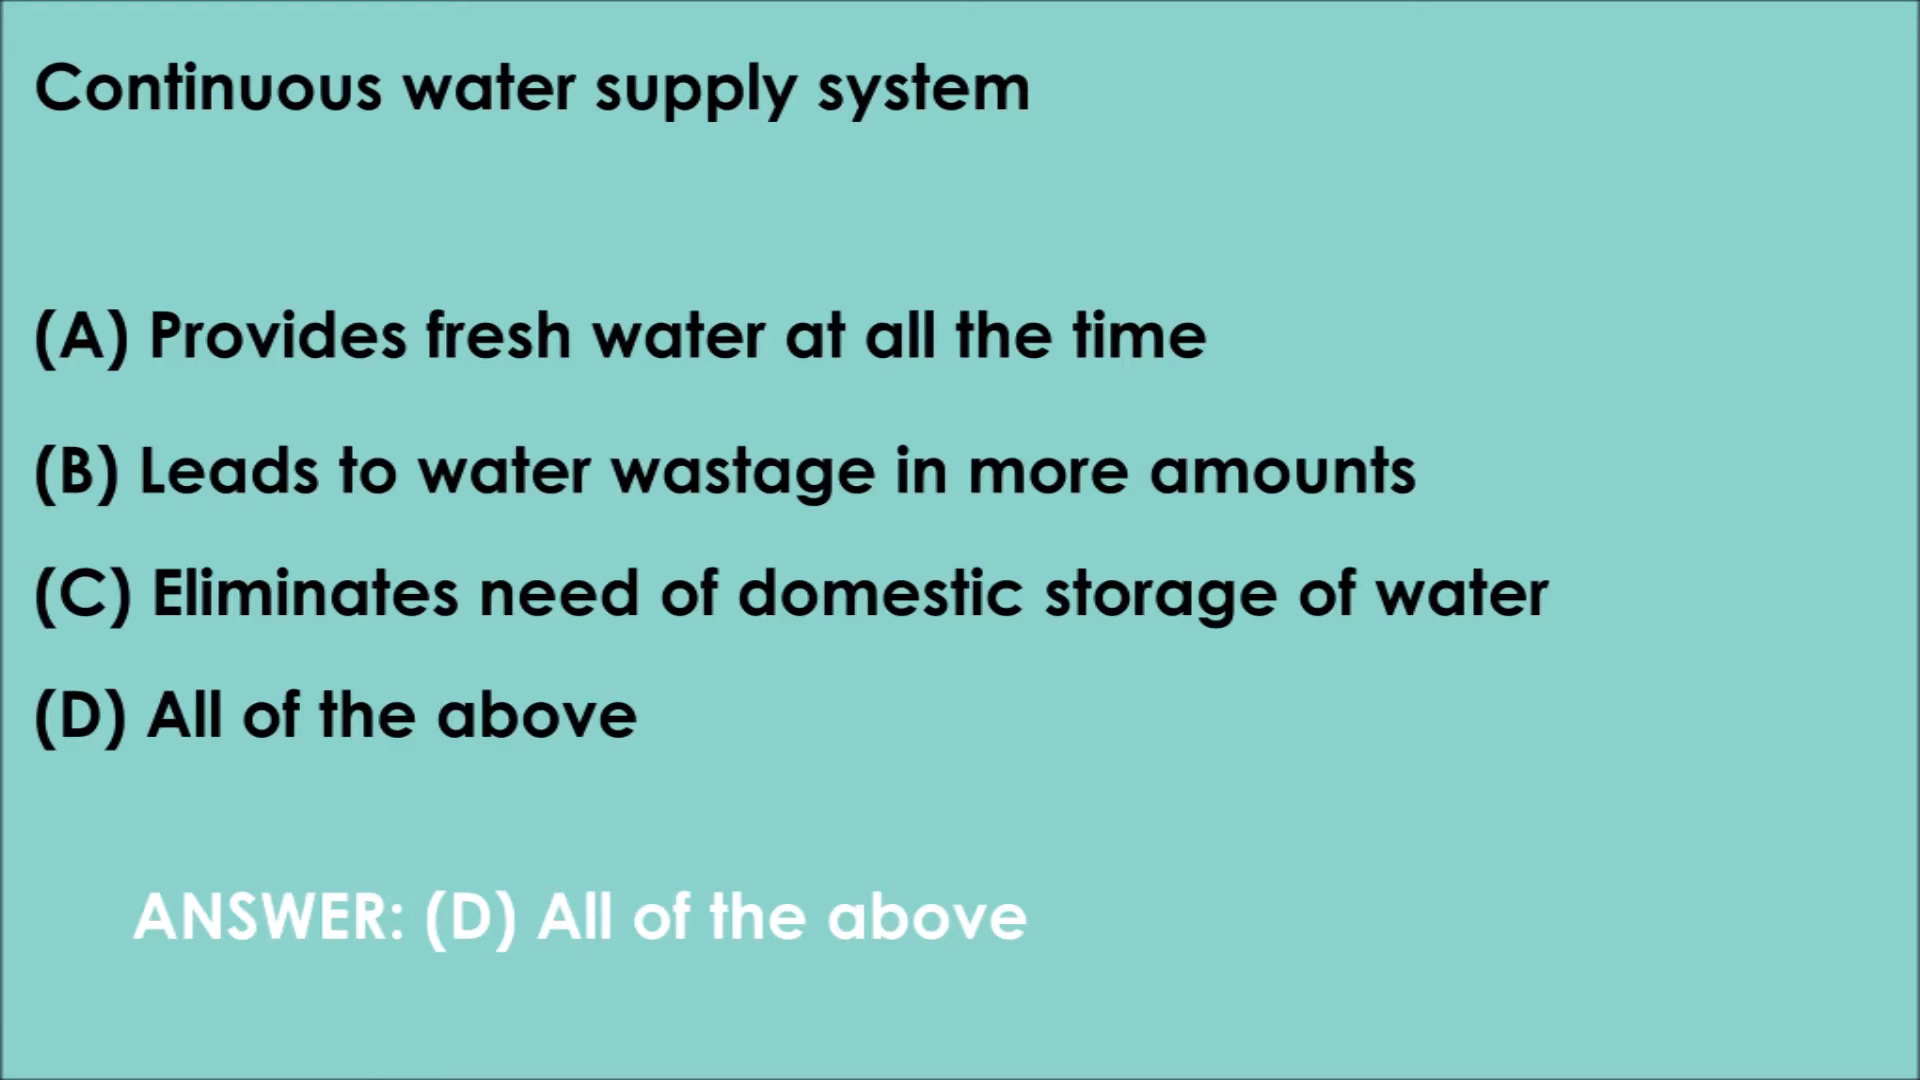 Continuous water supply system
(A) Provides fresh water at all the time
(B) Leads to water wastage in more amounts
(C) Eliminates need of domestic storage of water
(D) All of the above
ANSWER: (D) All of the above